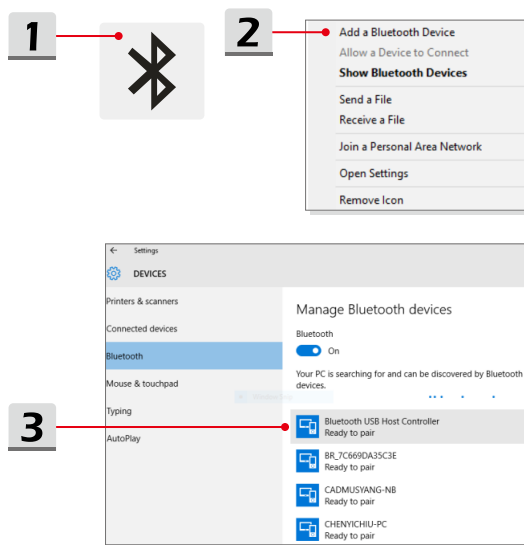 1
2
Add a Bluetooth Device
Allow a Device to Connect
Show Bluetooth Devices
Send a File
Receive a File
Join a Personal Area Network
Open Settings
Remove Icon
Settings
DEVICES
Printers & scanners
Connected devices
Bluetooth
Mouse & touchpad
Typing
AutoPlay
Manage Bluetooth devices
Bluetooth
On
Your PC is searching for and can be discovered by Bluetooth
devices.
3
Bluetooth USB Host Controller
Ready to pair
BR_7C669DA35C3E
Ready to pair
CADMUSYANG-NB
Ready to pair
CHENYICHIU-PC
Ready to pair